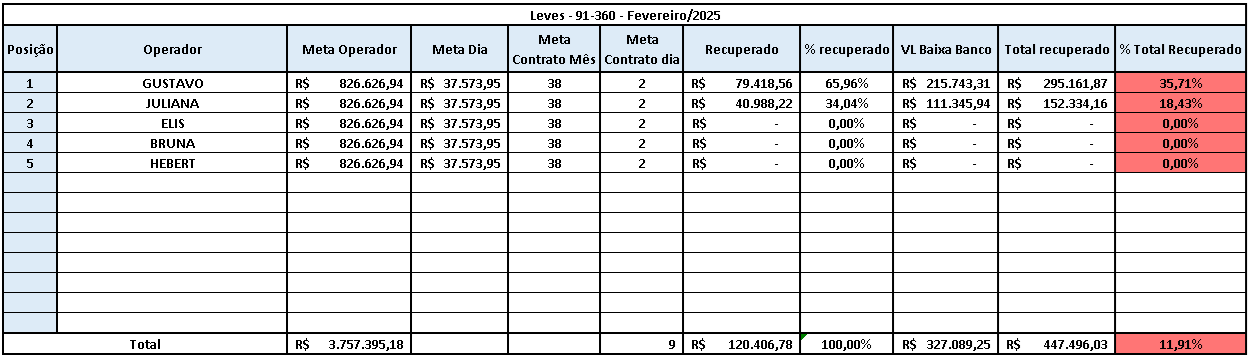 Leves - 91-360 - Fevereiro/2025
Posição Operador Meta Operador Meta Dia Meta Contrato Mês Meta Contrato dia Recuperado % recuperado VL Baixa Banco Total recuperado % Total Recuperado
1 GUSTAVO R$ 826.626,94 R$ 37.573,95 38 2 R$ 79.418,56 65,96% R$ 215.743,31 R$ 295.161,87 35,71%
2 JULIANA R$ 826.626,94 R$ 37.573,95 38 2 R$ 40.988,22 34,04% R$ 111.345,94 R$ 152.334,16 18,43%
3 ELIS R$ 826.626,94 R$ 37.573,95 38 2 R$ - 0,00% R$ - R$ - 0,00%
4 BRUNA R$ 826.626,94 R$ 37.573,95 38 2 R$ - 0,00% R$ - R$ - 0,00%
5 HEBERT R$ 826.626,94 R$ 37.573,95 38 2 R$ - 0,00% R$ - R$ - 0,00%
Total R$ 3.757.395,18 9 R$ 120.406,78 100,00% R$ 327.089,25 R$ 447.496,03 11,91%